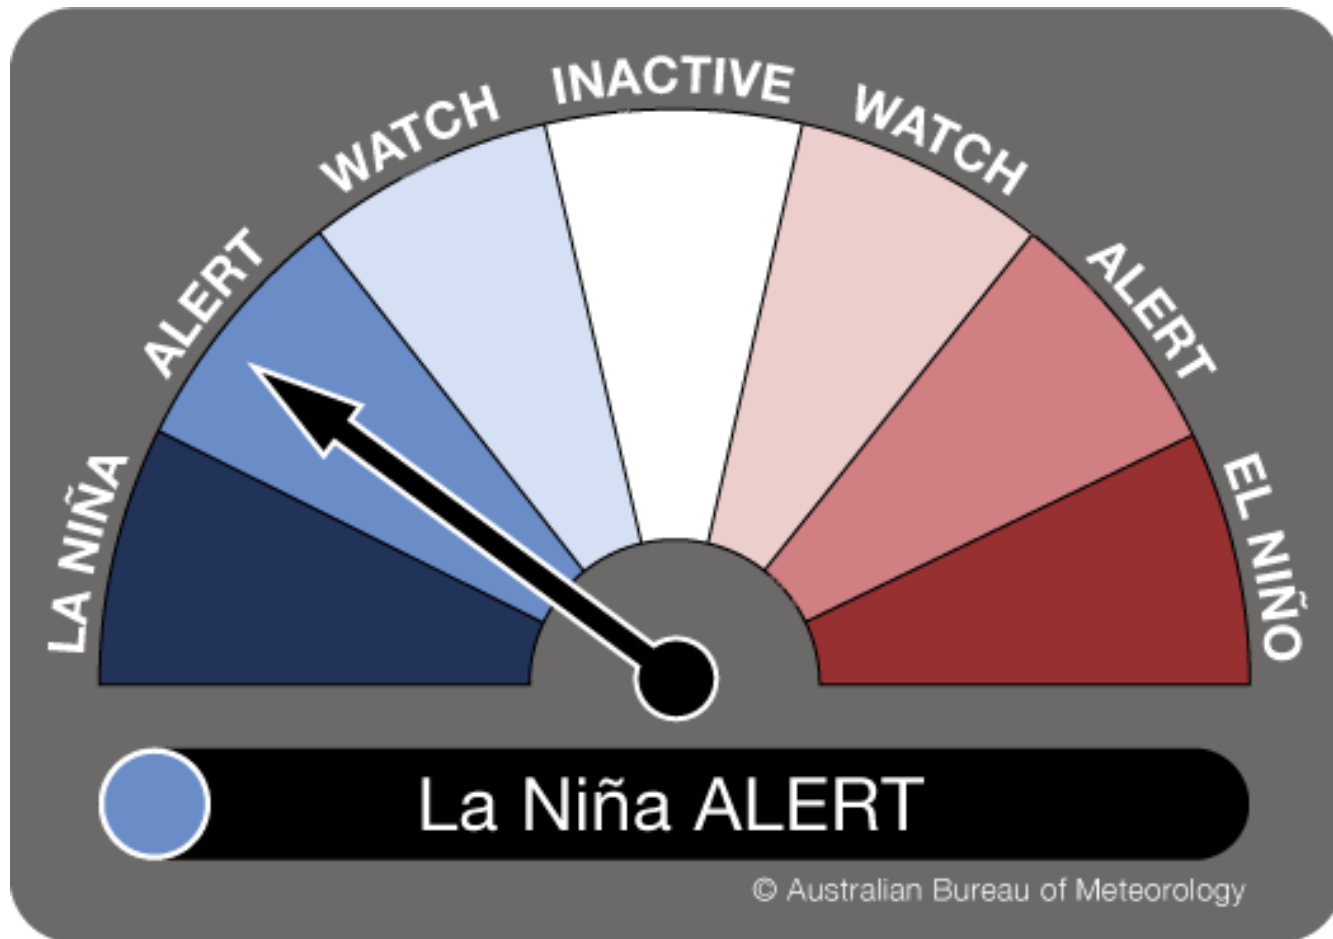 LA NIÑA
ALERT
WATCH
INACTIVE
WATCH
ALERT
EL NIÑO
La Niña ALERT
© Australian Bureau of Meteorology